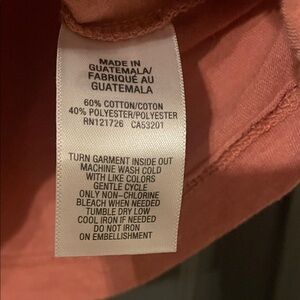 MADE IN
GUATEMALA/
FABRIQUÉ AU
GUATEMALA
60% COTTON/COTON
40% POLYESTER/POLYESTER
RN121726 CA53201
TURN GARMENT INSIDE OUT
MACHINE WASH COLD
WITH LIKE COLORS
GENTLE CYCLE
ONLY NON-CHLORINE
BLEACH WHEN NEEDED
TUMBLE DRY LOW
COOL IRON IF NEEDED
DO NOT IRON
ON EMBELLISHMENT